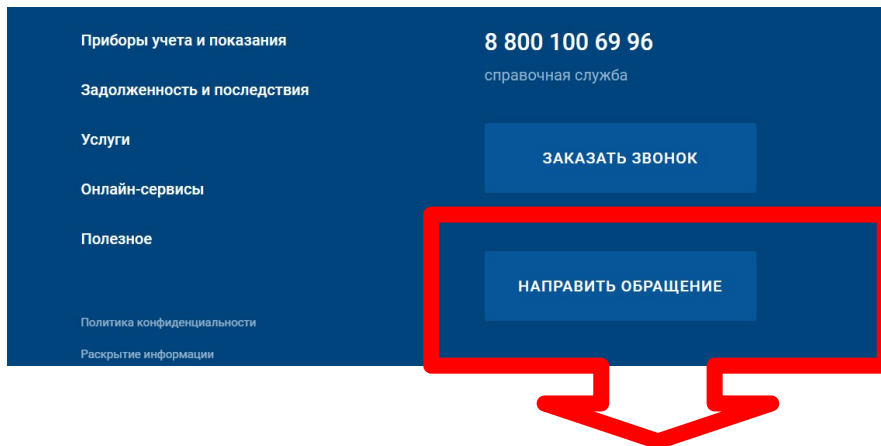 Приборы учета и показания
Задолженность и последствия
Услуги
Онлайн-сервисы
Полезное
Политика конфиденциальности
Раскрытие информации
8 800 100 69 96
справочная служба
ЗАКАЗАТЬ ЗВОНОК
НАПРАВИТЬ ОБРАЩЕНИЕ